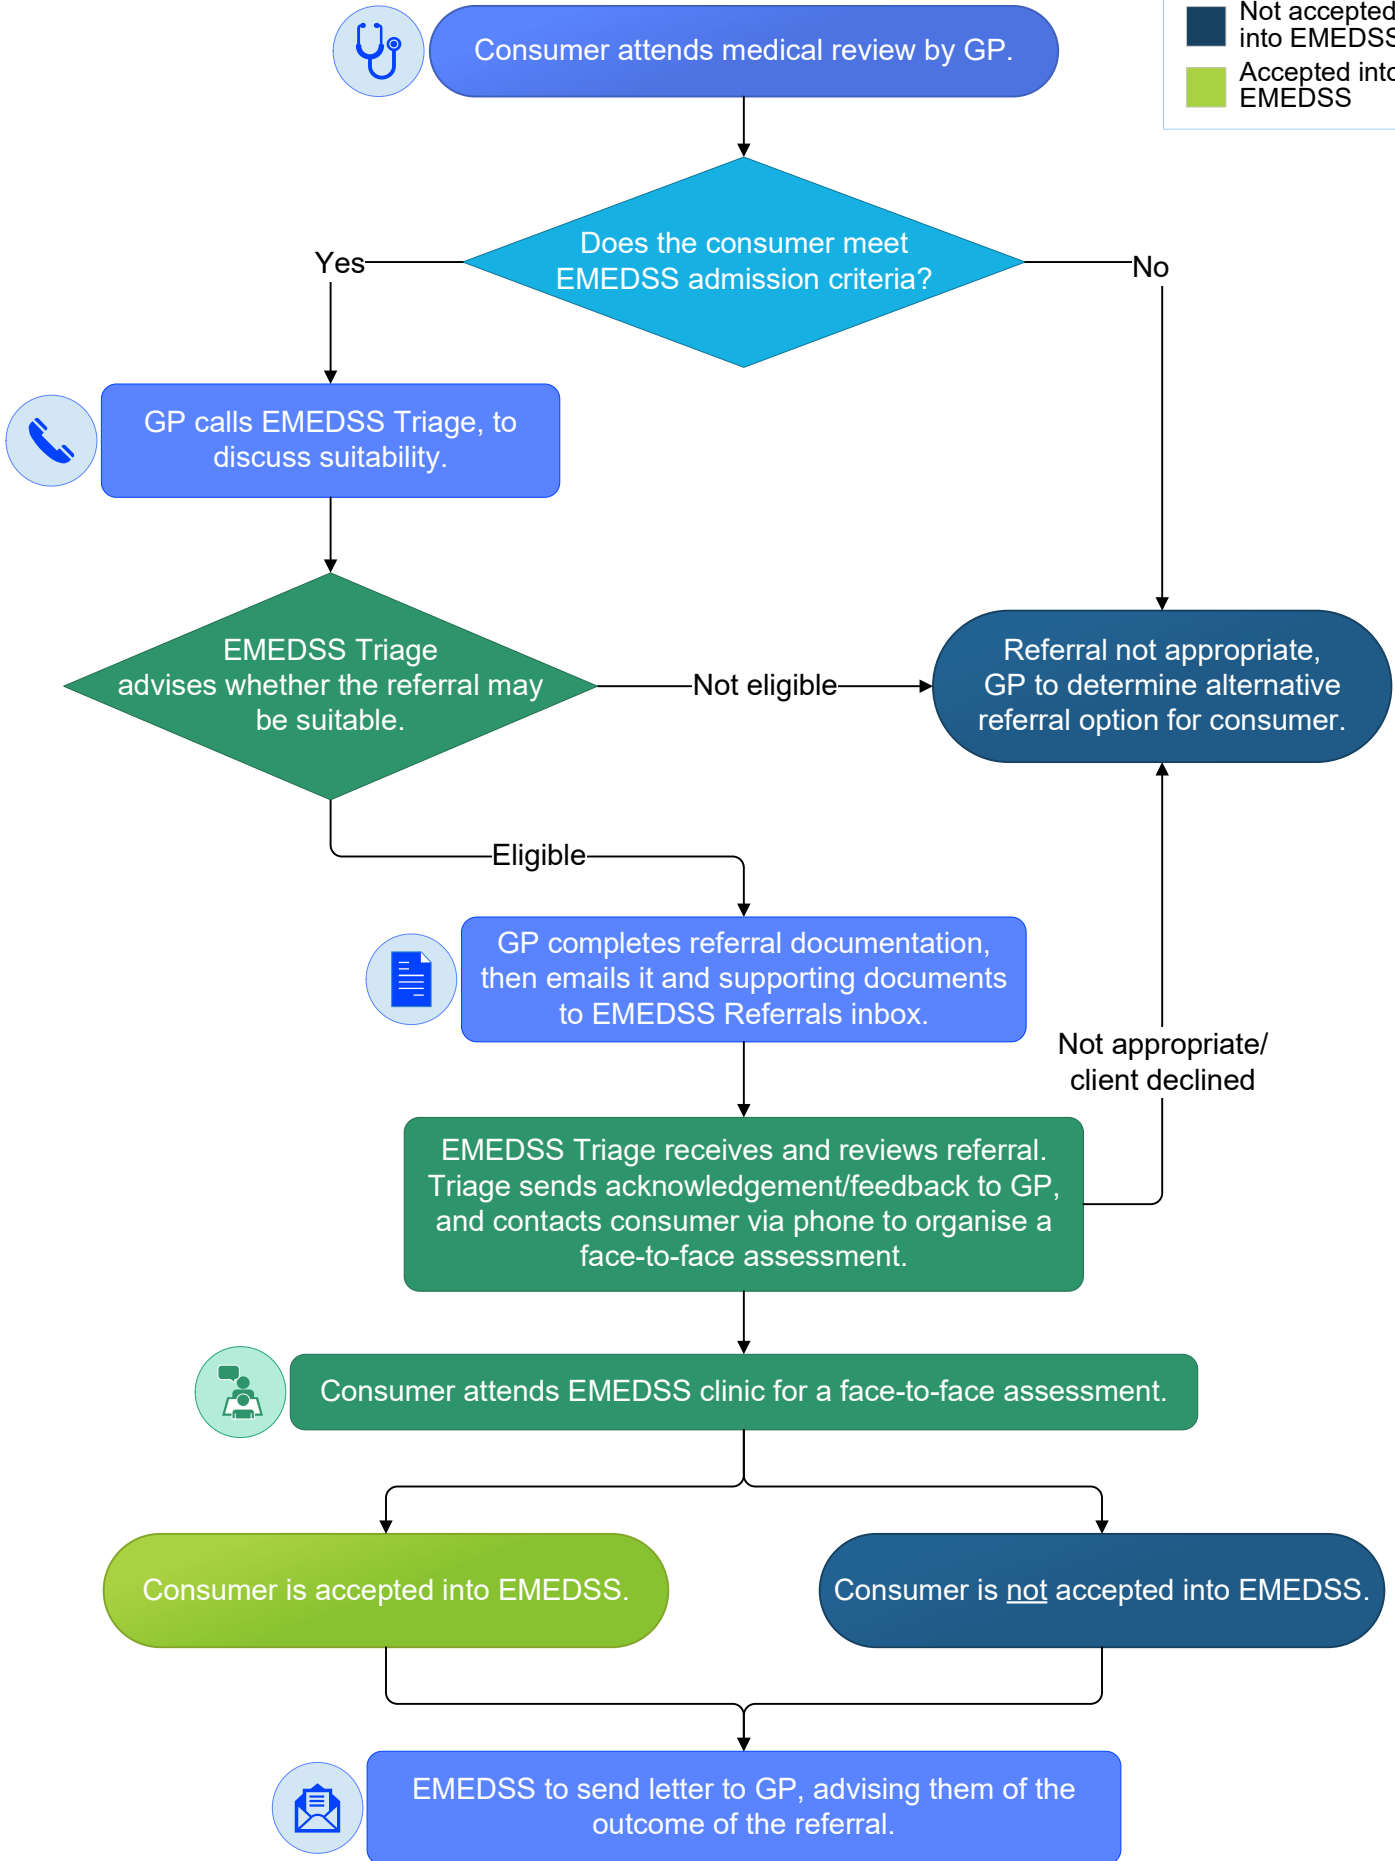 Consumer attends medical review by GP.
Not accepted
into EMEDSS
Accepted into
EMEDSS
Does the consumer meet
EMEDSS admission criteria?
Yes
No
GP calls EMEDSS Triage, to
discuss suitability.
EMEDSS Triage
advises whether the referral may
be suitable.
Not eligible
Referral not appropriate,
GP to determine alternative
referral option for consumer.
Eligible
GP completes referral documentation,
then emails it and supporting documents
to EMEDSS Referrals inbox.
Not appropriate/
client declined
EMEDSS Triage receives and reviews referral.
Triage sends acknowledgement/feedback to GP,
and contacts consumer via phone to organise a
face-to-face assessment.
Consumer attends EMEDSS clinic for a face-to-face assessment.
Consumer is accepted into EMEDSS.
Consumer is not accepted into EMEDSS.
EMEDSS to send letter to GP, advising them of the
outcome of the referral.